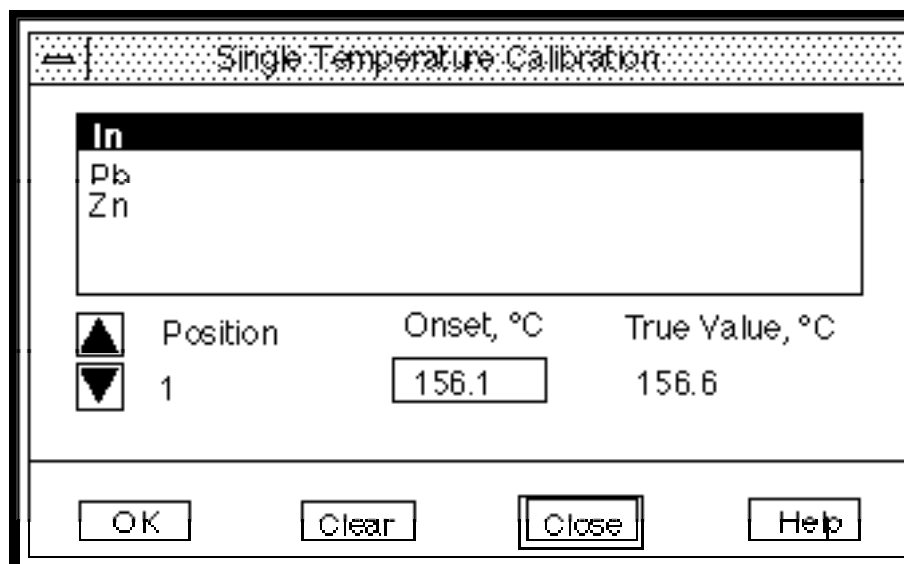 Single Temperature Calibration
In
Pb
Zn
Position Onset, °C True Value, °C
1 156.1 156.6
OK Clear Close Help